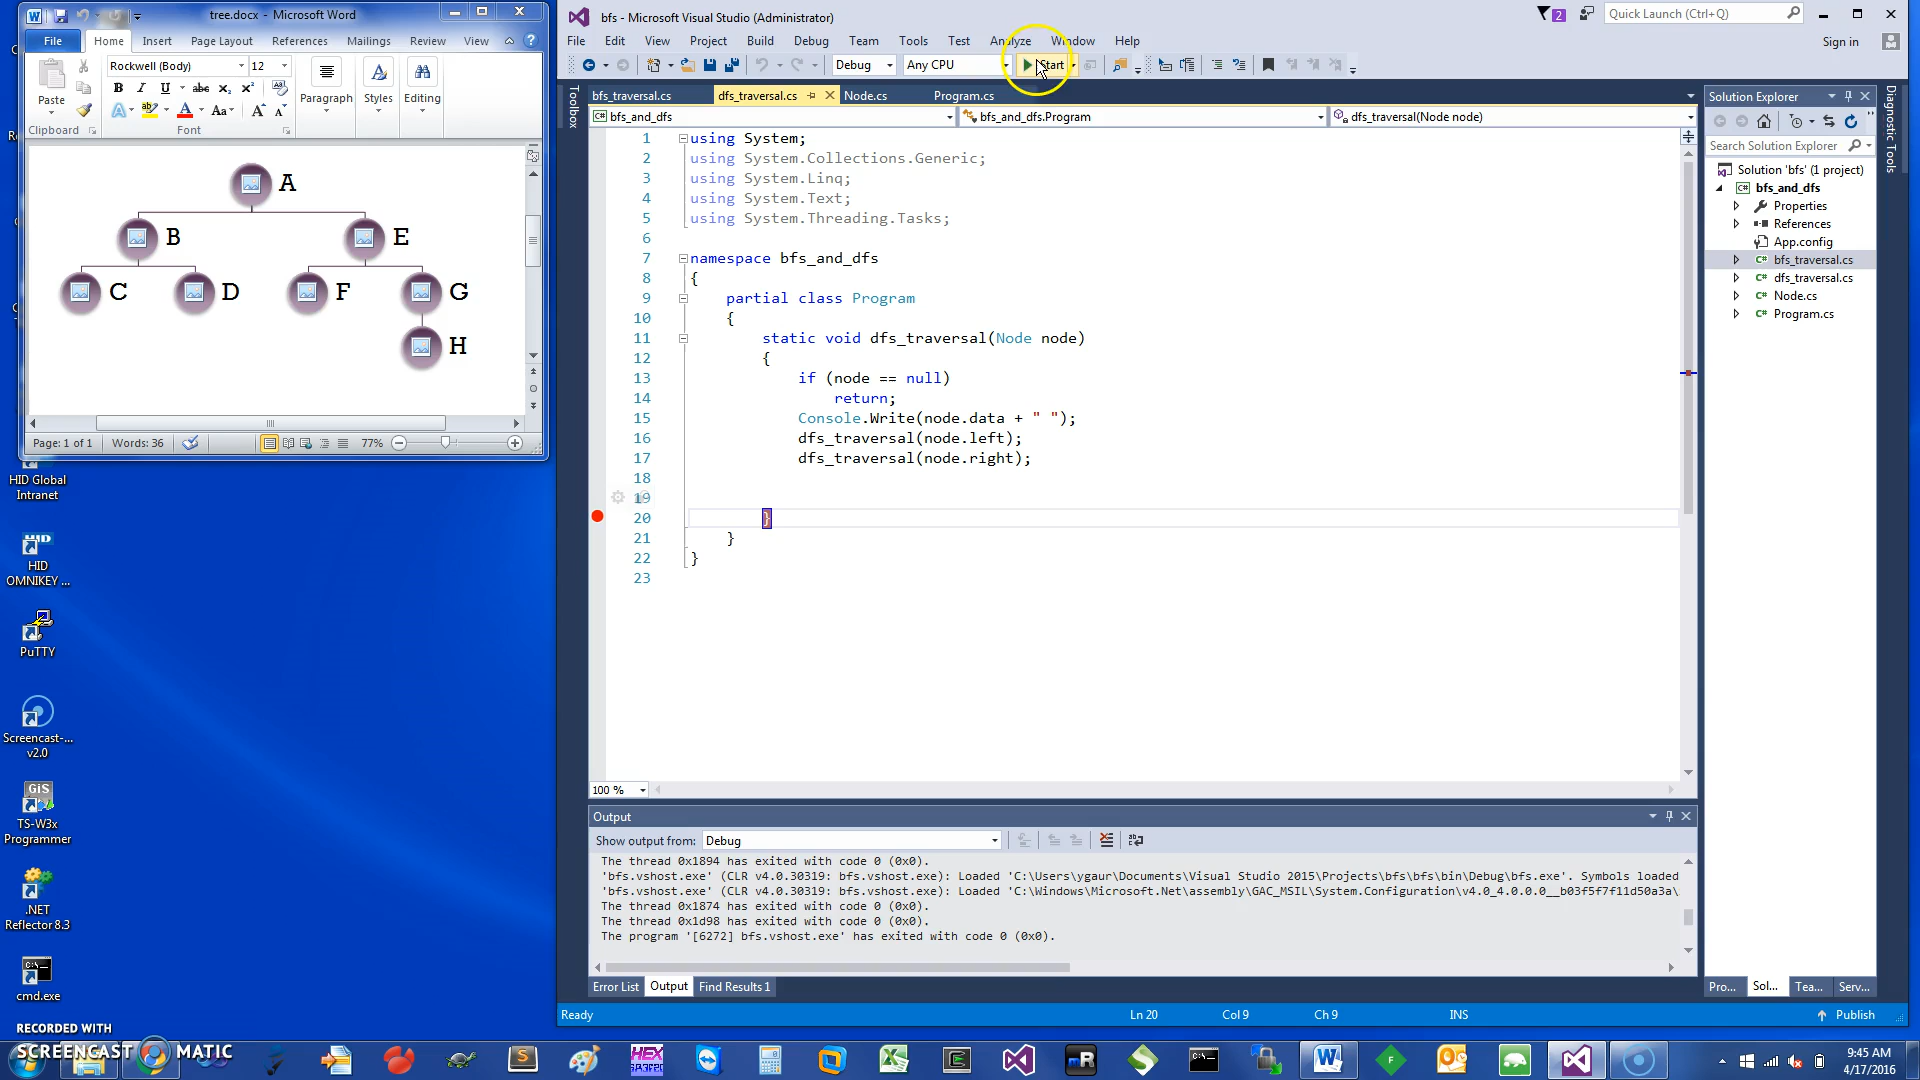 tree.docx - Microsoft Word
File Home Insert Page Layout References Mailings Review View
Rockwell (Body) 12
Paste
Paragraph Styles Editing
Clipboard Font
A
B E
C D F G
H
Page: 1 of 1 Words: 36 77%
HID Global
Intranet
HID
OMNIKEY ...
PuTTY
Screencast-...
v2.0
TS-W3x
Programmer
.NET
Reflector 8.3
cmd.exe
RECORDED WITH
SCREENCAST MATIC
bfs - Microsoft Visual Studio (Administrator)
2
Quick Launch (Ctrl+Q)
File Edit View Project Build Debug Team Tools Test Analyze Window Help
Sign in
Debug Any CPU Start
Toolbox
bfs_traversal.cs dfs_traversal.cs Node.cs Program.cs
bfs_and_dfs bfs_and_dfs.Program dfs_traversal(Node node)
1 using System;
2 using System.Collections.Generic;
3 using System.Linq;
4 using System.Text;
5 using System.Threading.Tasks;
6
7 namespace bfs_and_dfs
8 {
9 partial class Program
10 {
11 static void dfs_traversal(Node node)
12 {
13 if (node == null)
14 return;
15 Console.Write(node.data + " ");
16 dfs_traversal(node.left);
17 dfs_traversal(node.right);
18
19
20 }
21 }
22 }
23
100 %
Output
Show output from: Debug
The thread 0x1894 has exited with code 0 (0x0).
'bfs.vshost.exe' (CLR v4.0.30319: bfs.vshost.exe): Loaded 'C:\Users\ygaur\Documents\Visual Studio 2015\Projects\bfs\bfs\bin\Debug\bfs.exe'. Symbols loaded
'bfs.vshost.exe' (CLR v4.0.30319: bfs.vshost.exe): Loaded 'C:\Windows\Microsoft.Net\assembly\GAC_MSIL\System.Configuration\v4.0_4.0.0.0__b03f5f7f11d50a3a\
The thread 0x1874 has exited with code 0 (0x0).
The thread 0x1d98 has exited with code 0 (0x0).
The program '[6272] bfs.vshost.exe' has exited with code 0 (0x0).
Error List Output Find Results 1
Ready Ln 20 Col 9 Ch 9 INS Publish
Solution Explorer
Search Solution Explorer
Solution 'bfs' (1 project)
bfs_and_dfs
Properties
References
App.config
bfs_traversal.cs
dfs_traversal.cs
Node.cs
Program.cs
Pro... Sol... Tea... Serv...
Diagnostic Tools
9:45 AM
4/17/2016